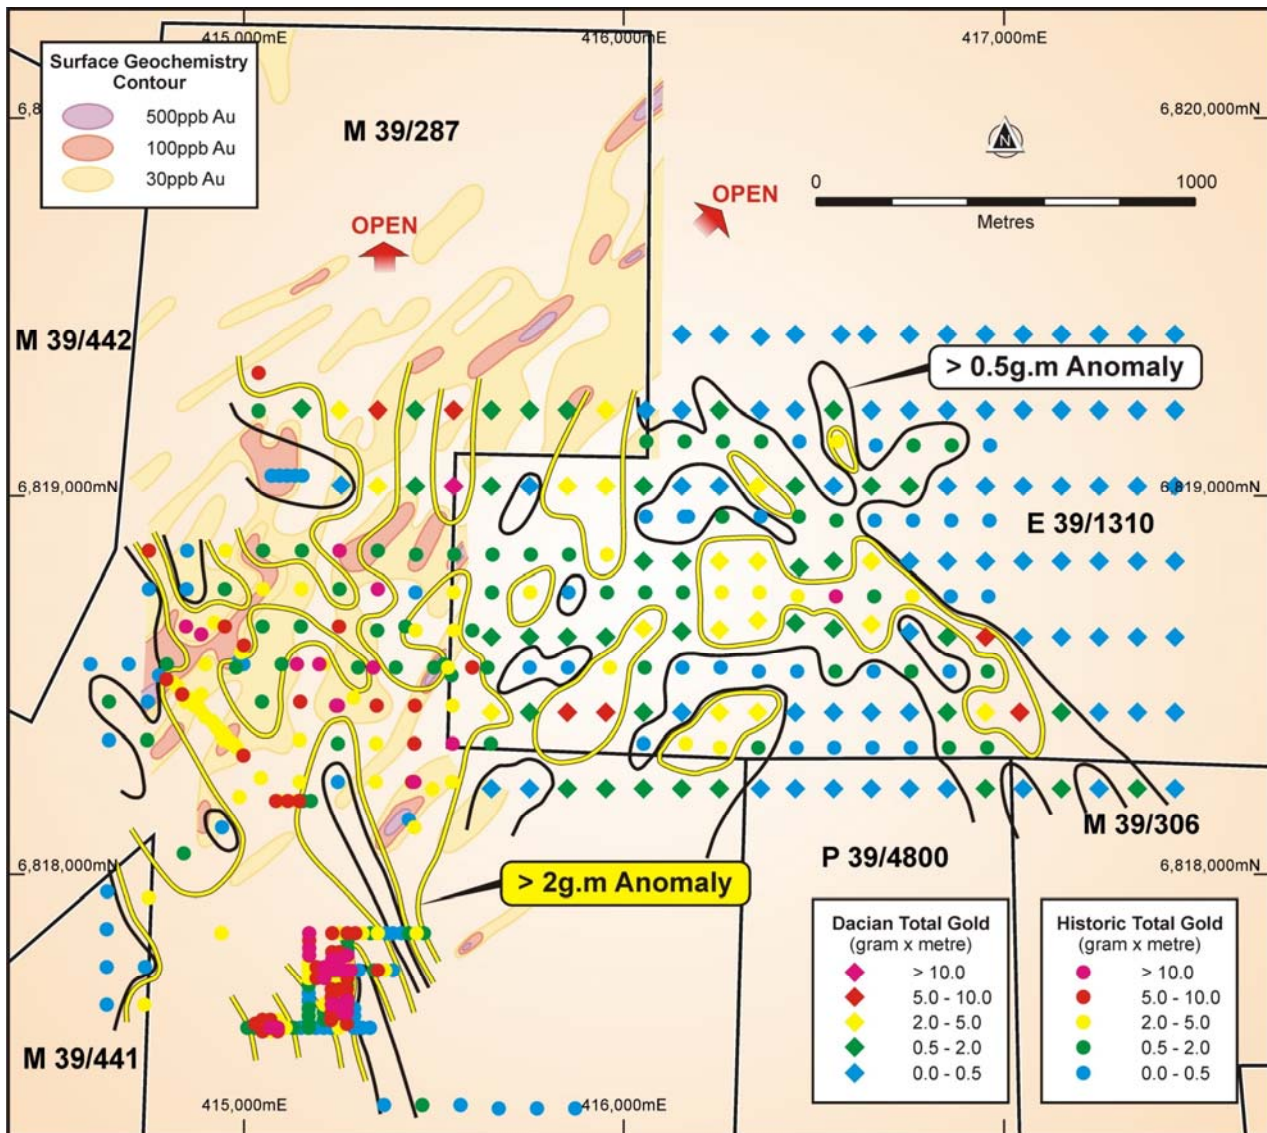 415,000mE
416,000mE
417,000mE
Surface Geochemistry
Contour
500ppb Au
100ppb Au
30ppb Au
6,8
6,820,000mN
M 39/287
N
0
1000
Metres
OPEN
OPEN
M 39/442
> 0.5g.m Anomaly
6,819,000mN
6,819,000mN
E 39/1310
M 39/306
P 39/4800
6,818,000mN
6,818,000mN
> 2g.m Anomaly
Dacian Total Gold
(gram x metre)
> 10.0
5.0 - 10.0
2.0 - 5.0
0.5 - 2.0
0.0 - 0.5
Historic Total Gold
(gram x metre)
> 10.0
5.0 - 10.0
2.0 - 5.0
0.5 - 2.0
0.0 - 0.5
M 39/441
415,000mE
416,000mE